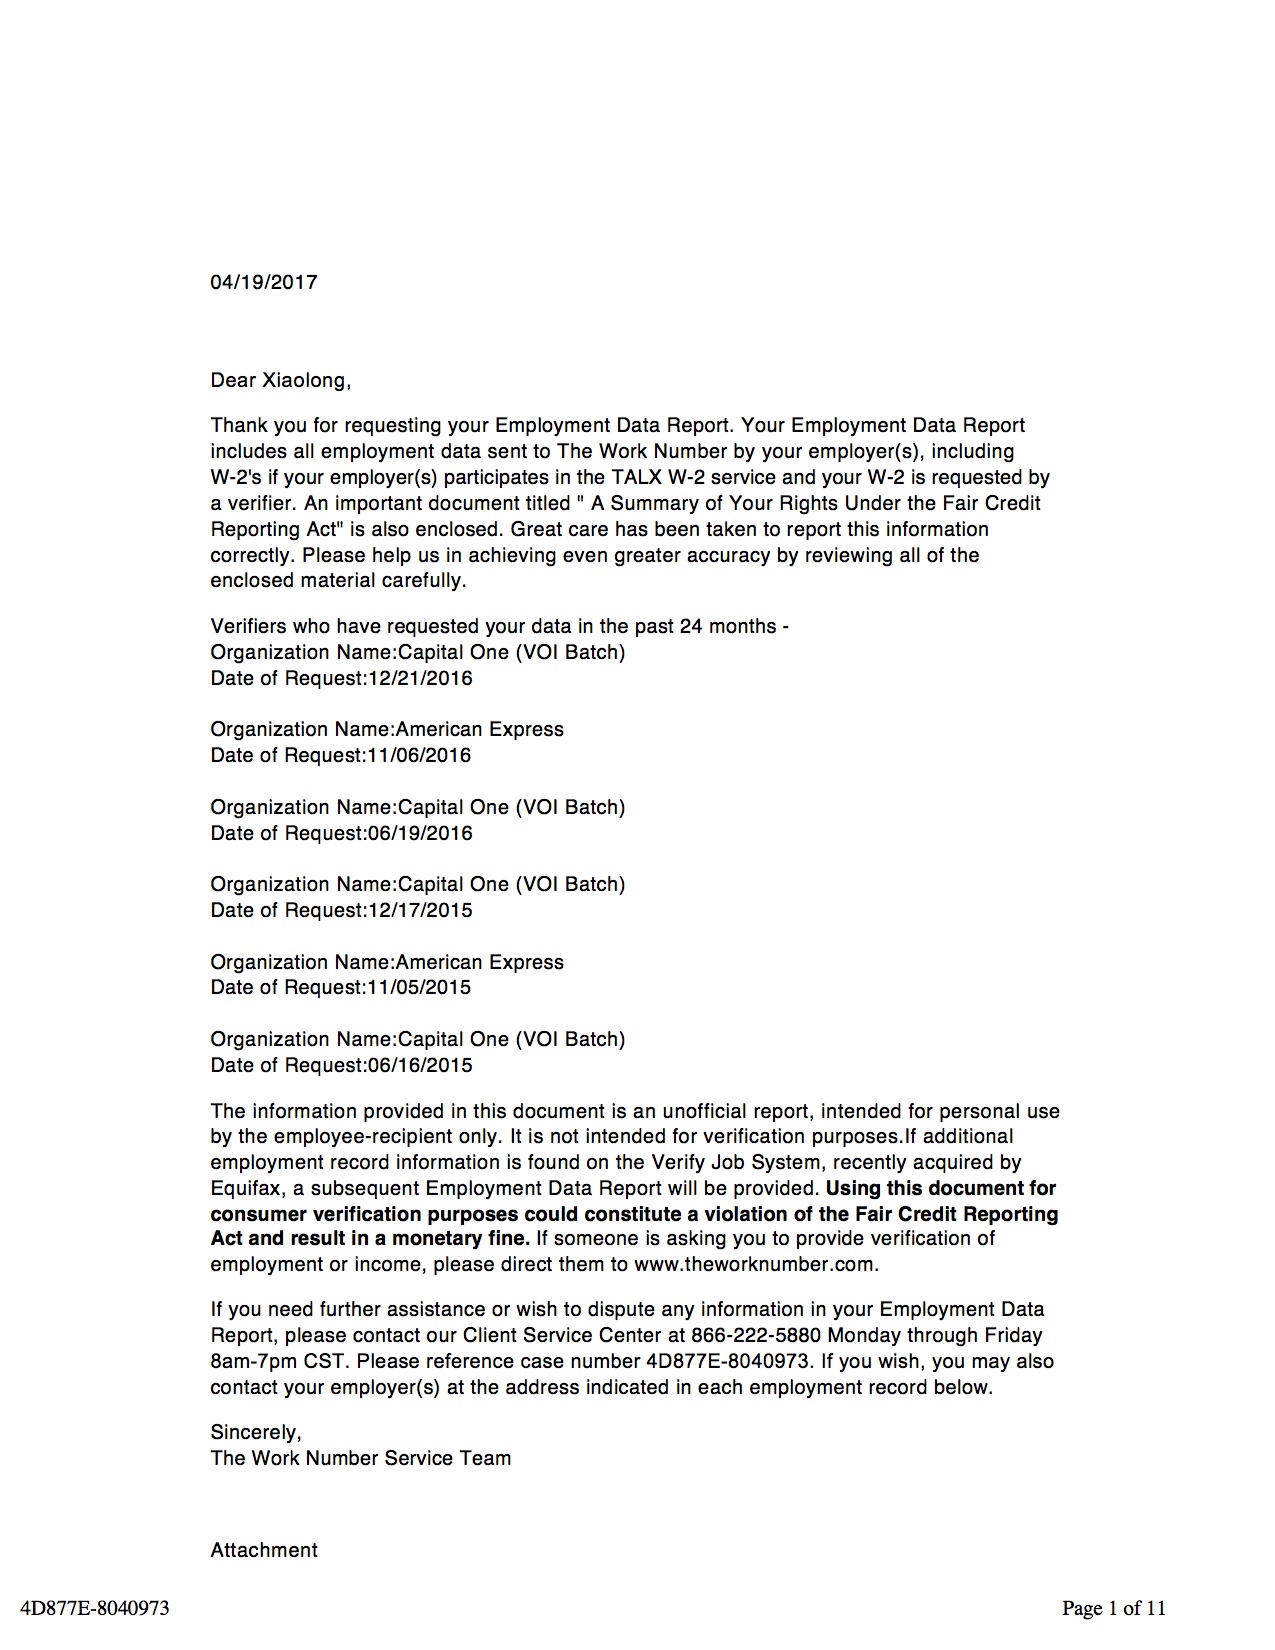 04/19/2017
Dear Xiaolong,
Thank you for requesting your Employment Data Report. Your Employment Data Report
includes all employment data sent to The Work Number by your employer(s), including
W-2's if your employer(s) participates in the TALX W-2 service and your W-2 is requested by
a verifier. An important document titled " A Summary of Your Rights Under the Fair Credit
Reporting Act" is also enclosed. Great care has been taken to report this information
correctly. Please help us in achieving even greater accuracy by reviewing all of the
enclosed material carefully.
Verifiers who have requested your data in the past 24 months -
Organization Name:Capital One (VOI Batch)
Date of Request:12/21/2016
Organization Name:American Express
Date of Request:11/06/2016
Organization Name:Capital One (VOI Batch)
Date of Request:06/19/2016
Organization Name:Capital One (VOI Batch)
Date of Request:12/17/2015
Organization Name:American Express
Date of Request:11/05/2015
Organization Name:Capital One (VOI Batch)
Date of Request:06/16/2015
The information provided in this document is an unofficial report, intended for personal use
by the employee-recipient only. It is not intended for verification purposes.If additional
employment record information is found on the Verify Job System, recently acquired by
Equifax, a subsequent Employment Data Report will be provided. Using this document for
consumer verification purposes could constitute a violation of the Fair Credit Reporting
Act and result in a monetary fine. If someone is asking you to provide verification of
employment or income, please direct them to www.theworknumber.com.
If you need further assistance or wish to dispute any information in your Employment Data
Report, please contact our Client Service Center at 866-222-5880 Monday through Friday
8am-7pm CST. Please reference case number 4D877E-8040973. If you wish, you may also
contact your employer(s) at the address indicated in each employment record below.
Sincerely,
The Work Number Service Team
Attachment
4D877E-8040973
Page 1 of 11